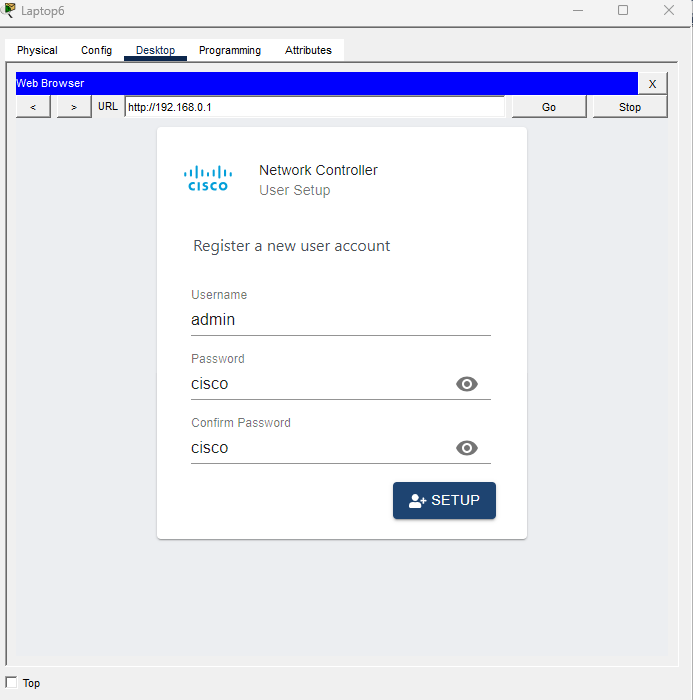 Laptop6
Physical Config Desktop Programming Attributes
Web Browser X
< > URL http://192.168.0.1 Go Stop
CISCO
Network Controller
User Setup
Register a new user account
Username
admin
Password
cisco
Confirm Password
cisco
SETUP
Top